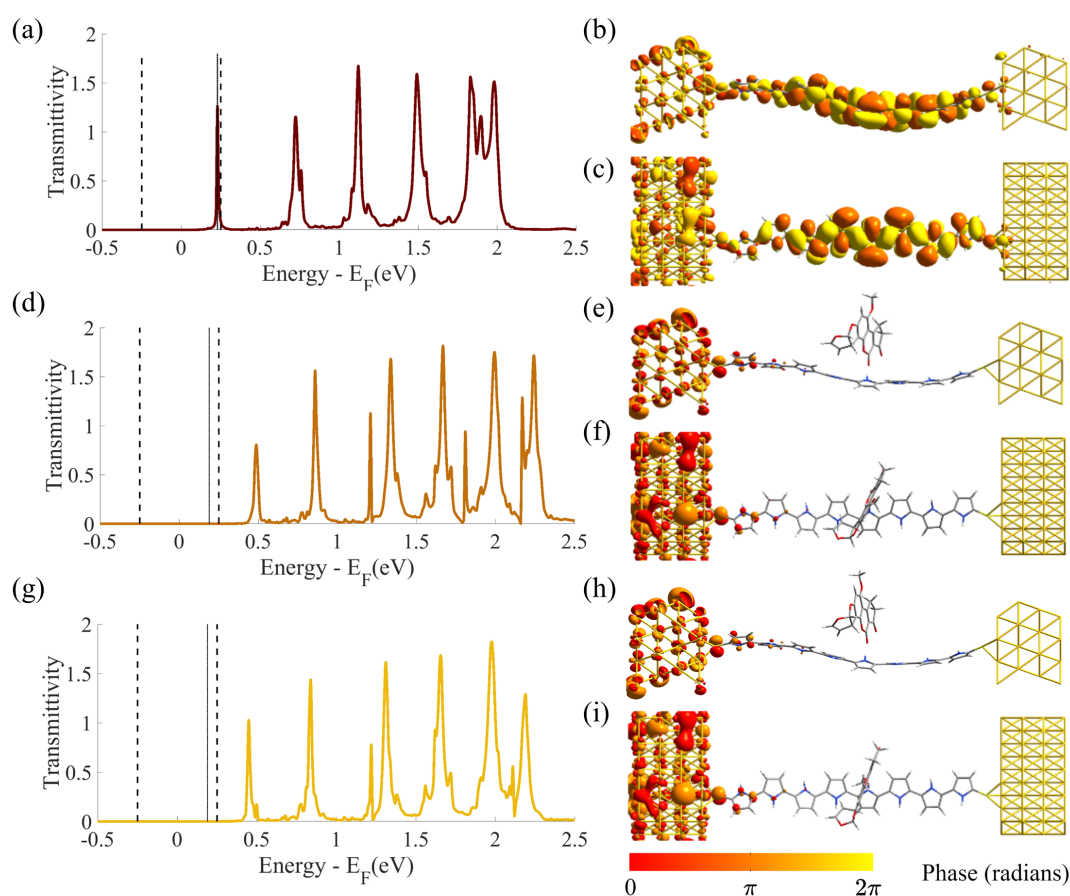 (a)
2
1.5
1
0.5
0
Transmittivity
-0.5 0 0.5 1 1.5 2 2.5
Energy - E_F(eV)
(b)
(c)
(d)
2
1.5
1
0.5
0
Transmittivity
-0.5 0 0.5 1 1.5 2 2.5
Energy - E_F(eV)
(e)
(f)
(g)
2
1.5
1
0.5
0
Transmittivity
-0.5 0 0.5 1 1.5 2 2.5
Energy - E_F(eV)
(h)
(i)
0 π 2π
Phase (radians)